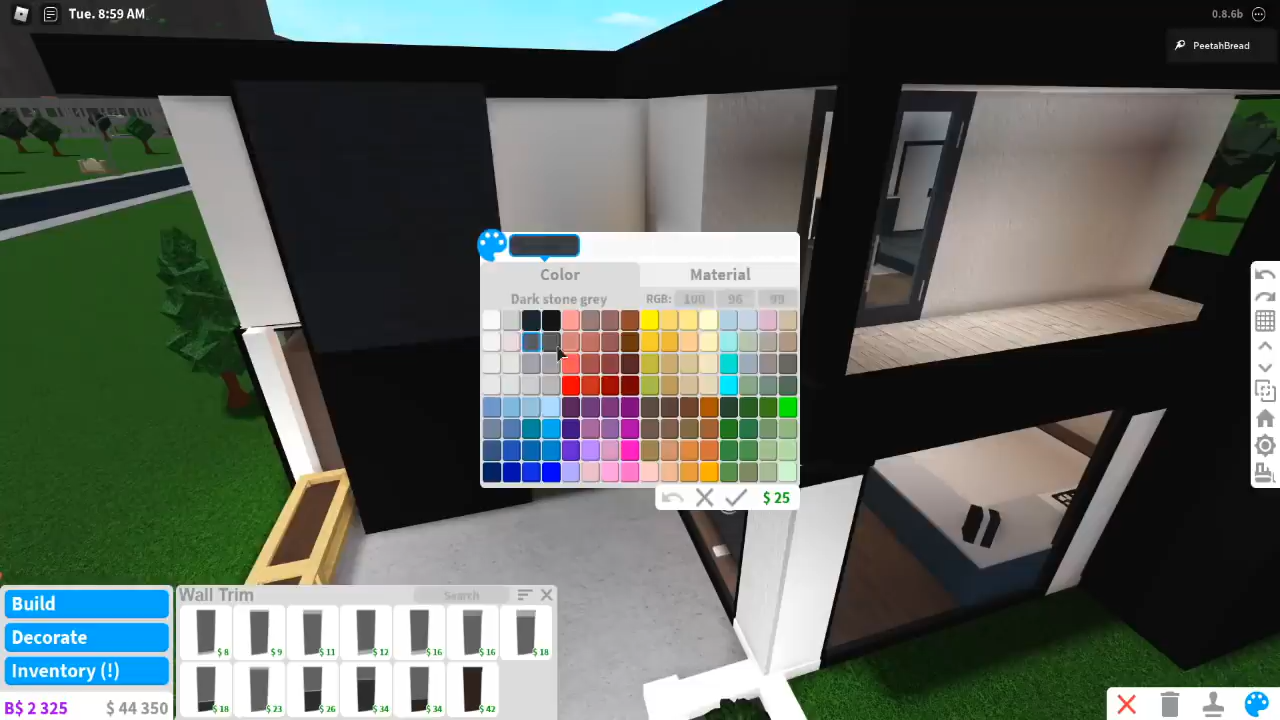 Tue. 8:59 AM
0.8.6b
PeetahBread
Color
Material
Dark stone grey
RGB: 100 96 99
$ 25
Wall Trim
Search
$ 8 $ 9 $ 11 $ 12 $ 16 $ 16 $ 18
$ 18 $ 23 $ 26 $ 34 $ 34 $ 42
Build
Decorate
Inventory (!)
B$ 2 325 $ 44 350